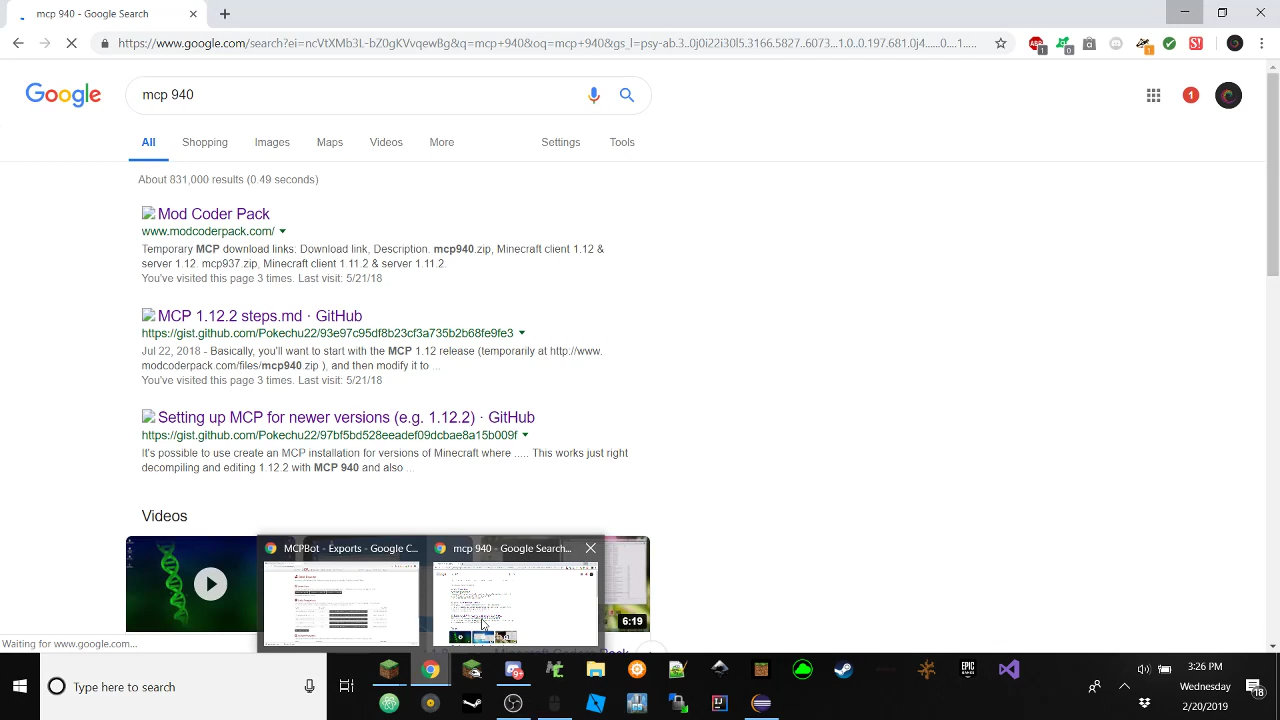 mcp 940 - Google Search
https://www.google.com/search?ei=ncVtXMb3L-bZ0gKVqewBg&q=mcp+940&oq=mcp+940&gs_l=psy-ab.3..0j0i22i30l5.3166.5827..6073...1.0..0.197.681.0j4......0....1....
1
0
1
Google
mcp 940
1
All Shopping Images Maps Videos More Settings Tools
About 831,000 results (0.49 seconds)
Mod Coder Pack
www.modcoderpack.com/
Temporary MCP download links: Download link, Description. mcp940.zip, Minecraft client 1.12 &
server 1.12. mcp937.zip, Minecraft client 1.11.2 & server 1.11.2.
You've visited this page 3 times. Last visit: 5/21/18
MCP 1.12.2 steps.md · GitHub
https://gist.github.com/Pokechu22/93e97c95df8b23cf3a735b2b68fe9fe3
Jul 22, 2018 - Basically, you'll want to start with the MCP 1.12 release (temporarily at http://www.
modcoderpack.com/files/mcp940.zip ), and then modify it to ...
You've visited this page 3 times. Last visit: 5/21/18
Setting up MCP for newer versions (e.g. 1.12.2) · GitHub
https://gist.github.com/Pokechu22/97bf5bd528eeadef09dcbae8a15b009f
It's possible to use create an MCP installation for versions of Minecraft where ..... This works just right
decompiling and editing 1.12.2 with MCP 940 and also ...
Videos
MCPBot - Exports - Google C...
mcp 940 - Google Search...
6:19
Waiting for www.google.com...
Type here to search
9+
EPIC
GAMES
3:26 PM
Wednesday
2/20/2019
18